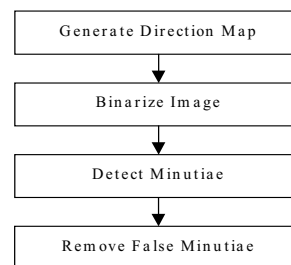 Generate Direction Map
Binarize Image
Detect Minutiae
Remove False Minutiae